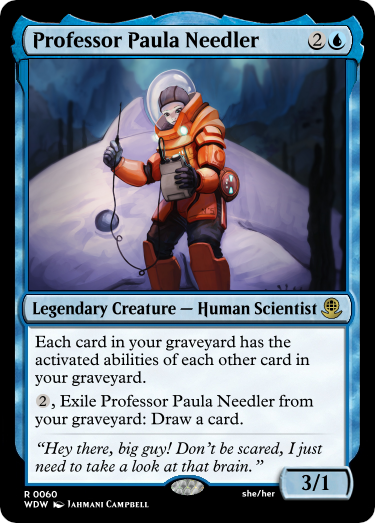 Professor Paula Needler 2
Legendary Creature — Human Scientist
Each card in your graveyard has the
activated abilities of each other card in
your graveyard.
2, Exile Professor Paula Needler from
your graveyard: Draw a card.
“Hey there, big guy! Don’t be scared, I just
need to take a look at that brain.”
3/1
R 0060 she/her
WDW Jahmani Campbell